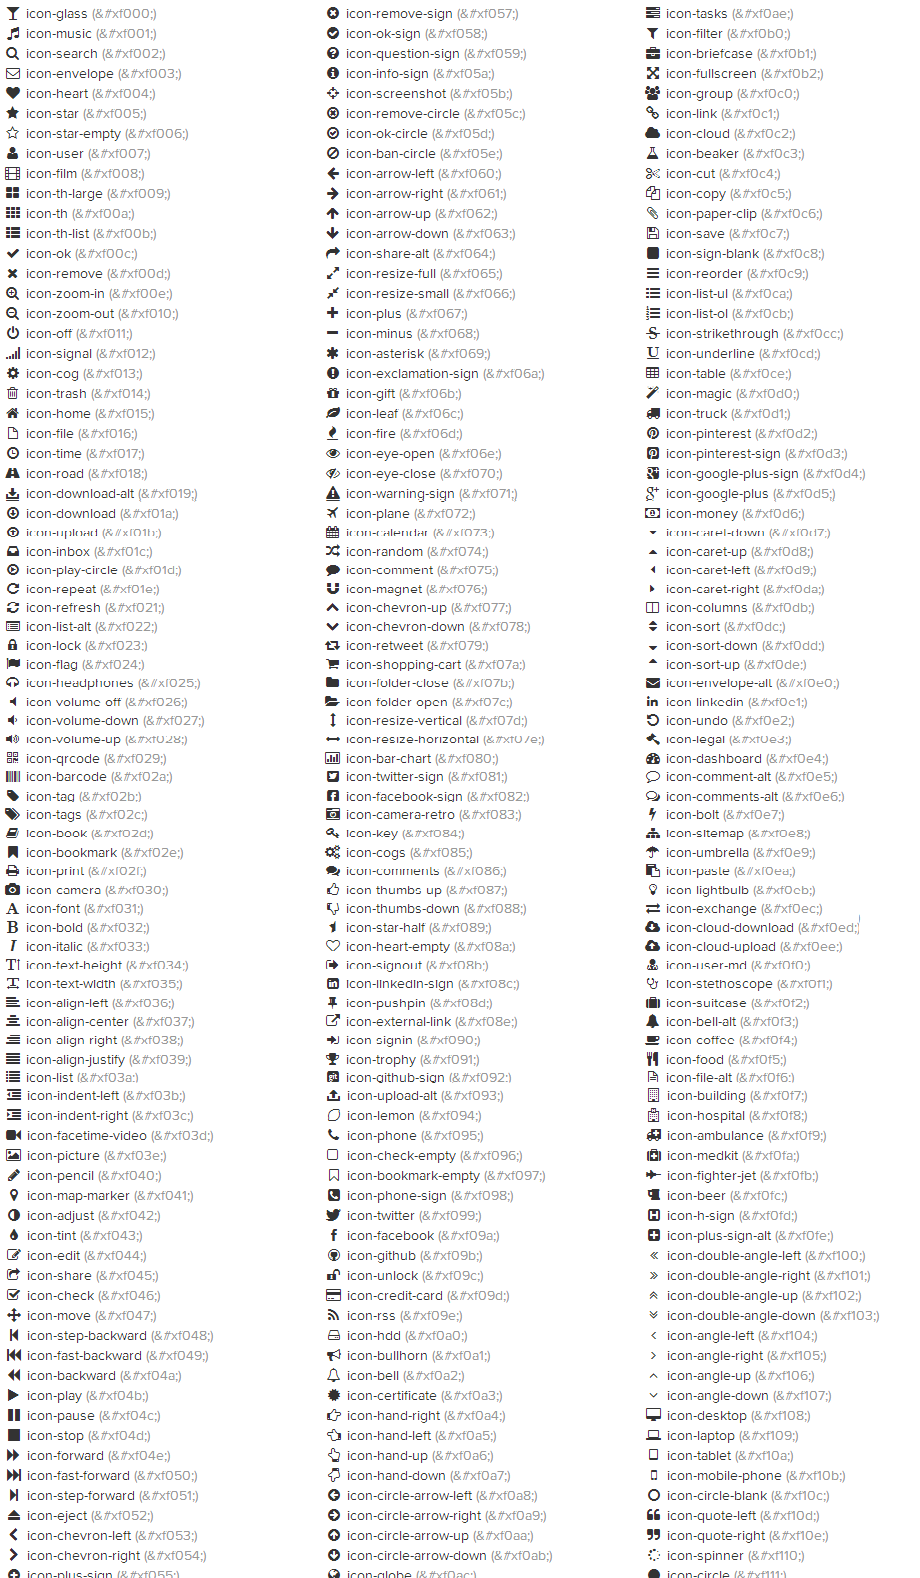 icon-glass (&#xf000;)
icon-music (&#xf001;)
icon-search (&#xf002;)
icon-envelope (&#xf003;)
icon-heart (&#xf004;)
icon-star (&#xf005;)
icon-star-empty (&#xf006;)
icon-user (&#xf007;)
icon-film (&#xf008;)
icon-th-large (&#xf009;)
icon-th (&#xf00a;)
icon-th-list (&#xf00b;)
icon-ok (&#xf00c;)
icon-remove (&#xf00d;)
icon-zoom-in (&#xf00e;)
icon-zoom-out (&#xf010;)
icon-off (&#xf011;)
icon-signal (&#xf012;)
icon-cog (&#xf013;)
icon-trash (&#xf014;)
icon-home (&#xf015;)
icon-file (&#xf016;)
icon-time (&#xf017;)
icon-road (&#xf018;)
icon-download-alt (&#xf019;)
icon-download (&#xf01a;)
icon-upload (&#xf01b;)
icon-inbox (&#xf01c;)
icon-play-circle (&#xf01d;)
icon-repeat (&#xf01e;)
icon-refresh (&#xf021;)
icon-list-alt (&#xf022;)
icon-lock (&#xf023;)
icon-flag (&#xf024;)
icon-headphones (&#xf025;)
icon-volume-off (&#xf026;)
icon-volume-down (&#xf027;)
icon-volume-up (&#xf028;)
icon-qrcode (&#xf029;)
icon-barcode (&#xf02a;)
icon-tag (&#xf02b;)
icon-tags (&#xf02c;)
icon-book (&#xf02d;)
icon-bookmark (&#xf02e;)
icon-print (&#xf02f;)
icon-camera (&#xf030;)
icon-font (&#xf031;)
icon-bold (&#xf032;)
icon-italic (&#xf033;)
icon-text-height (&#xf034;)
icon-text-width (&#xf035;)
icon-align-left (&#xf036;)
icon-align-center (&#xf037;)
icon-align-right (&#xf038;)
icon-align-justify (&#xf039;)
icon-list (&#xf03a;)
icon-indent-left (&#xf03b;)
icon-indent-right (&#xf03c;)
icon-facetime-video (&#xf03d;)
icon-picture (&#xf03e;)
icon-pencil (&#xf040;)
icon-map-marker (&#xf041;)
icon-adjust (&#xf042;)
icon-tint (&#xf043;)
icon-edit (&#xf044;)
icon-share (&#xf045;)
icon-check (&#xf046;)
icon-move (&#xf047;)
icon-step-backward (&#xf048;)
icon-fast-backward (&#xf049;)
icon-backward (&#xf04a;)
icon-play (&#xf04b;)
icon-pause (&#xf04c;)
icon-stop (&#xf04d;)
icon-forward (&#xf04e;)
icon-fast-forward (&#xf050;)
icon-step-forward (&#xf051;)
icon-eject (&#xf052;)
icon-chevron-left (&#xf053;)
icon-chevron-right (&#xf054;)
icon-plus-sign (&#xf055;)
icon-remove-sign (&#xf057;)
icon-ok-sign (&#xf058;)
icon-question-sign (&#xf059;)
icon-info-sign (&#xf05a;)
icon-screenshot (&#xf05b;)
icon-remove-circle (&#xf05c;)
icon-ok-circle (&#xf05d;)
icon-ban-circle (&#xf05e;)
icon-arrow-left (&#xf060;)
icon-arrow-right (&#xf061;)
icon-arrow-up (&#xf062;)
icon-arrow-down (&#xf063;)
icon-share-alt (&#xf064;)
icon-resize-full (&#xf065;)
icon-resize-small (&#xf066;)
icon-plus (&#xf067;)
icon-minus (&#xf068;)
icon-asterisk (&#xf069;)
icon-exclamation-sign (&#xf06a;)
icon-gift (&#xf06b;)
icon-leaf (&#xf06c;)
icon-fire (&#xf06d;)
icon-eye-open (&#xf06e;)
icon-eye-close (&#xf070;)
icon-warning-sign (&#xf071;)
icon-plane (&#xf072;)
icon-calendar (&#xf073;)
icon-random (&#xf074;)
icon-comment (&#xf075;)
icon-magnet (&#xf076;)
icon-chevron-up (&#xf077;)
icon-chevron-down (&#xf078;)
icon-retweet (&#xf079;)
icon-shopping-cart (&#xf07a;)
icon-folder-close (&#xf07b;)
icon-folder-open (&#xf07c;)
icon-resize-vertical (&#xf07d;)
icon-resize-horizontal (&#xf07e;)
icon-bar-chart (&#xf080;)
icon-twitter-sign (&#xf081;)
icon-facebook-sign (&#xf082;)
icon-camera-retro (&#xf083;)
icon-key (&#xf084;)
icon-cogs (&#xf085;)
icon-comments (&#xf086;)
icon-thumbs-up (&#xf087;)
icon-thumbs-down (&#xf088;)
icon-star-half (&#xf089;)
icon-heart-empty (&#xf08a;)
icon-signout (&#xf08b;)
icon-linkedin-sign (&#xf08c;)
icon-pushpin (&#xf08d;)
icon-external-link (&#xf08e;)
icon-signin (&#xf090;)
icon-trophy (&#xf091;)
icon-github-sign (&#xf092;)
icon-upload-alt (&#xf093;)
icon-lemon (&#xf094;)
icon-phone (&#xf095;)
icon-check-empty (&#xf096;)
icon-bookmark-empty (&#xf097;)
icon-phone-sign (&#xf098;)
icon-twitter (&#xf099;)
icon-facebook (&#xf09a;)
icon-github (&#xf09b;)
icon-unlock (&#xf09c;)
icon-credit-card (&#xf09d;)
icon-rss (&#xf09e;)
icon-hdd (&#xf0a0;)
icon-bullhorn (&#xf0a1;)
icon-bell (&#xf0a2;)
icon-certificate (&#xf0a3;)
icon-hand-right (&#xf0a4;)
icon-hand-left (&#xf0a5;)
icon-hand-up (&#xf0a6;)
icon-hand-down (&#xf0a7;)
icon-circle-arrow-left (&#xf0a8;)
icon-circle-arrow-right (&#xf0a9;)
icon-circle-arrow-up (&#xf0aa;)
icon-circle-arrow-down (&#xf0ab;)
icon-globe (&#xf0ac;)
icon-tasks (&#xf0ae;)
icon-filter (&#xf0b0;)
icon-briefcase (&#xf0b1;)
icon-fullscreen (&#xf0b2;)
icon-group (&#xf0c0;)
icon-link (&#xf0c1;)
icon-cloud (&#xf0c2;)
icon-beaker (&#xf0c3;)
icon-cut (&#xf0c4;)
icon-copy (&#xf0c5;)
icon-paper-clip (&#xf0c6;)
icon-save (&#xf0c7;)
icon-sign-blank (&#xf0c8;)
icon-reorder (&#xf0c9;)
icon-list-ul (&#xf0ca;)
icon-list-ol (&#xf0cb;)
icon-strikethrough (&#xf0cc;)
icon-underline (&#xf0cd;)
icon-table (&#xf0ce;)
icon-magic (&#xf0d0;)
icon-truck (&#xf0d1;)
icon-pinterest (&#xf0d2;)
icon-pinterest-sign (&#xf0d3;)
icon-google-plus-sign (&#xf0d4;)
icon-google-plus (&#xf0d5;)
icon-money (&#xf0d6;)
icon-caret-down (&#xf0d7;)
icon-caret-up (&#xf0d8;)
icon-caret-left (&#xf0d9;)
icon-caret-right (&#xf0da;)
icon-columns (&#xf0db;)
icon-sort (&#xf0dc;)
icon-sort-down (&#xf0dd;)
icon-sort-up (&#xf0de;)
icon-envelope-alt (&#xf0e0;)
icon-linkedin (&#xf0e1;)
icon-undo (&#xf0e2;)
icon-legal (&#xf0e3;)
icon-dashboard (&#xf0e4;)
icon-comment-alt (&#xf0e5;)
icon-comments-alt (&#xf0e6;)
icon-bolt (&#xf0e7;)
icon-sitemap (&#xf0e8;)
icon-umbrella (&#xf0e9;)
icon-paste (&#xf0ea;)
icon-lightbulb (&#xf0eb;)
icon-exchange (&#xf0ec;)
icon-cloud-download (&#xf0ed;)
icon-cloud-upload (&#xf0ee;)
icon-user-md (&#xf0f0;)
icon-stethoscope (&#xf0f1;)
icon-suitcase (&#xf0f2;)
icon-bell-alt (&#xf0f3;)
icon-coffee (&#xf0f4;)
icon-food (&#xf0f5;)
icon-file-alt (&#xf0f6;)
icon-building (&#xf0f7;)
icon-hospital (&#xf0f8;)
icon-ambulance (&#xf0f9;)
icon-medkit (&#xf0fa;)
icon-fighter-jet (&#xf0fb;)
icon-beer (&#xf0fc;)
icon-h-sign (&#xf0fd;)
icon-plus-sign-alt (&#xf0fe;)
icon-double-angle-left (&#xf100;)
icon-double-angle-right (&#xf101;)
icon-double-angle-up (&#xf102;)
icon-double-angle-down (&#xf103;)
icon-angle-left (&#xf104;)
icon-angle-right (&#xf105;)
icon-angle-up (&#xf106;)
icon-angle-down (&#xf107;)
icon-desktop (&#xf108;)
icon-laptop (&#xf109;)
icon-tablet (&#xf10a;)
icon-mobile-phone (&#xf10b;)
icon-circle-blank (&#xf10c;)
icon-quote-left (&#xf10d;)
icon-quote-right (&#xf10e;)
icon-spinner (&#xf110;)
icon-circle (&#xf111;)